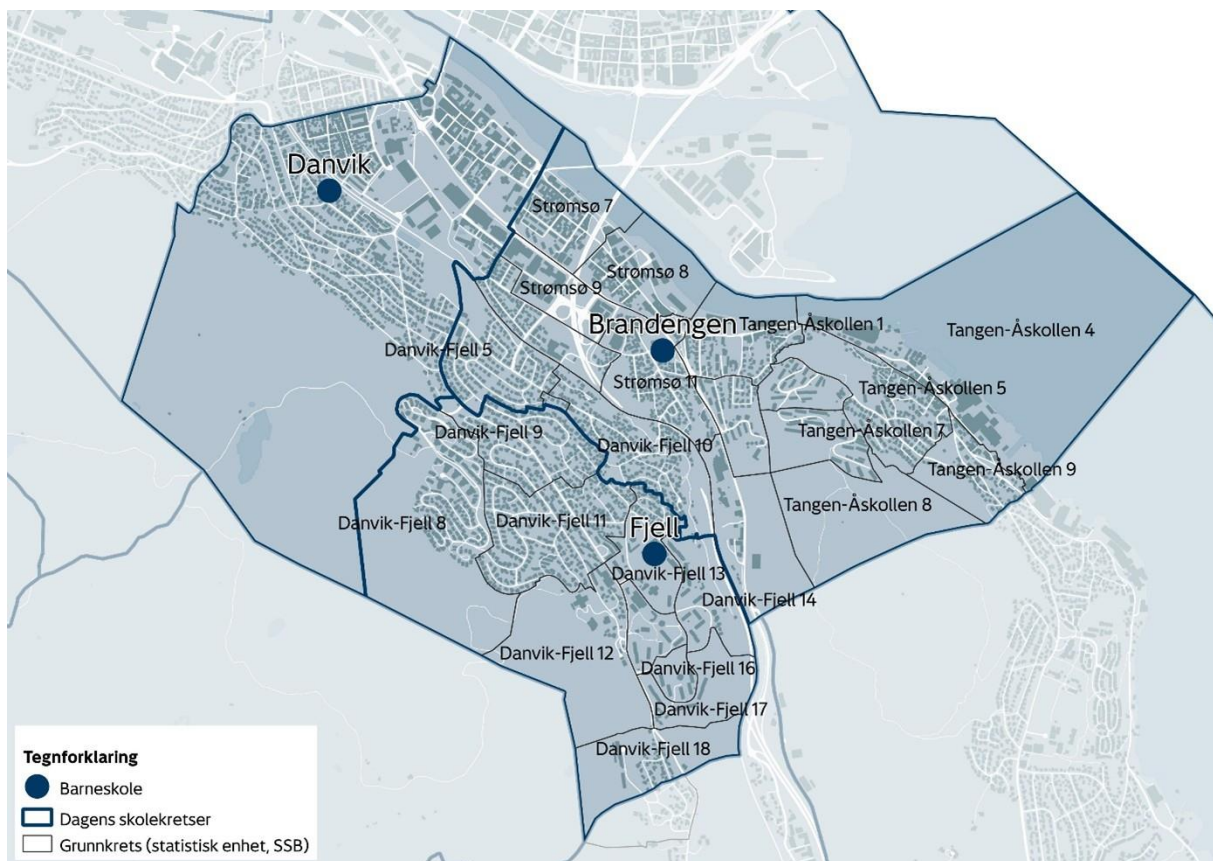 Danvik
Strømsø 7
Strømsø 8
Strømsø 9
Brandengen
Tangen-Åskollen 1
Tangen-Åskollen 4
Danvik-Fjell 5
Strømsø 11
Tangen-Åskollen 5
Danvik-Fjell 9
Danvik-Fjell 10
Tangen-Åskollen 7
Tangen-Åskollen 9
Danvik-Fjell 8
Danvik-Fjell 11
Tangen-Åskollen 8
Fjell
Danvik-Fjell 13
Danvik-Fjell 14
Danvik-Fjell 12
Danvik-Fjell 16
Danvik-Fjell 17
Danvik-Fjell 18
Tegnforklaring
Barneskole
Dagens skolekretser
Grunnkrets (statistisk enhet, SSB)